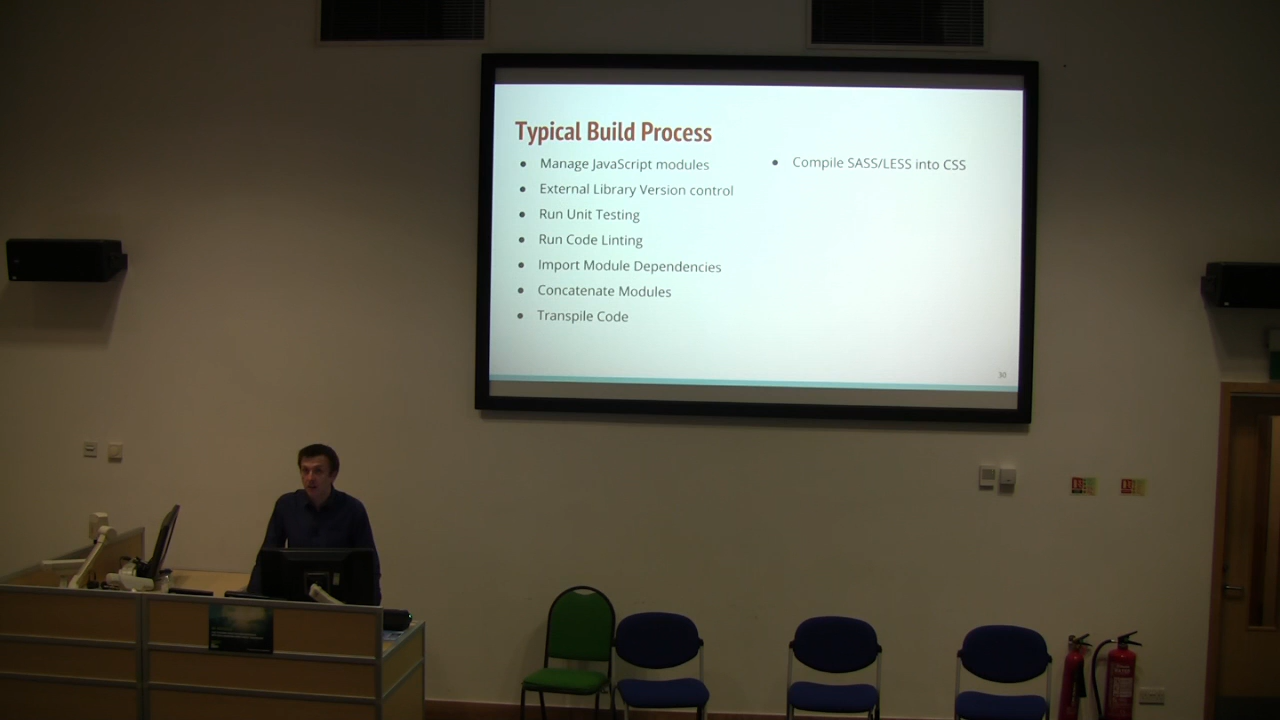 Typical Build Process
Manage JavaScript modules
External Library Version control
Run Unit Testing
Run Code Linting
Import Module Dependencies
Concatenate Modules
Transpile Code
Compile SASS/LESS into CSS
30